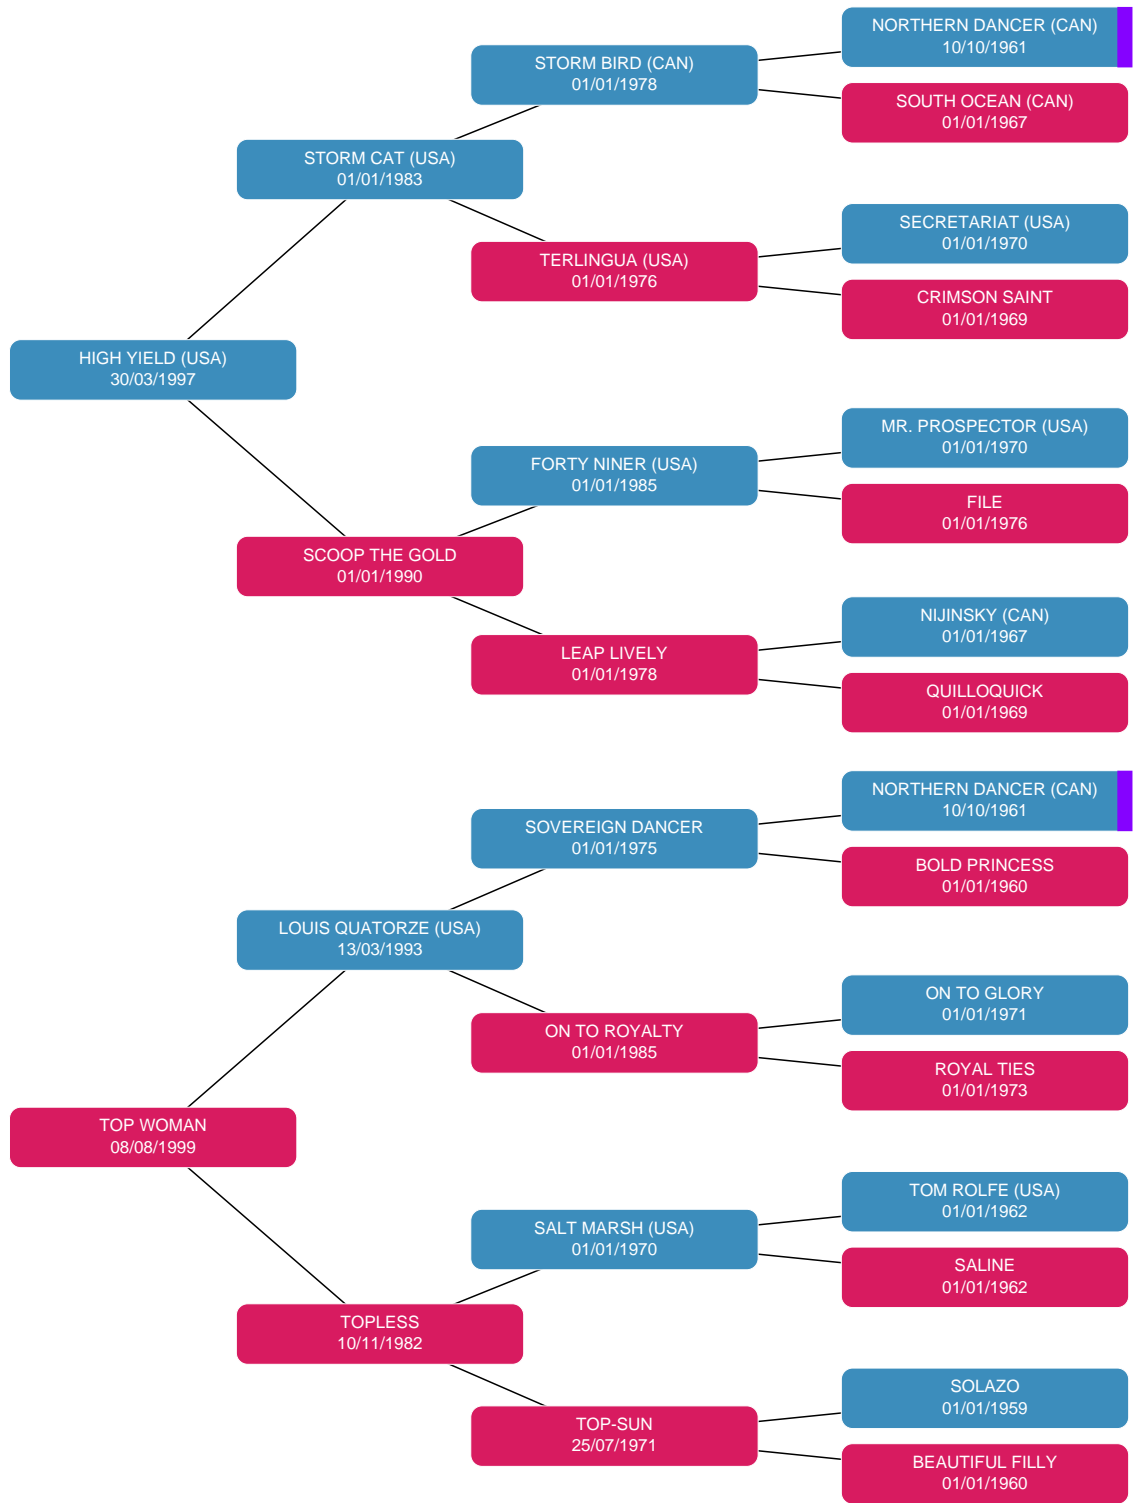 NORTHERN DANCER (CAN)
10/10/1961
STORM BIRD (CAN)
01/01/1978
SOUTH OCEAN (CAN)
01/01/1967
STORM CAT (USA)
01/01/1983
SECRETARIAT (USA)
01/01/1970
TERLINGUA (USA)
01/01/1976
CRIMSON SAINT
01/01/1969
HIGH YIELD (USA)
30/03/1997
MR. PROSPECTOR (USA)
01/01/1970
FORTY NINER (USA)
01/01/1985
FILE
01/01/1976
SCOOP THE GOLD
01/01/1990
NIJINSKY (CAN)
01/01/1967
LEAP LIVELY
01/01/1978
QUILLOQUICK
01/01/1969
NORTHERN DANCER (CAN)
10/10/1961
SOVEREIGN DANCER
01/01/1975
BOLD PRINCESS
01/01/1960
LOUIS QUATORZE (USA)
13/03/1993
ON TO GLORY
01/01/1971
ON TO ROYALTY
01/01/1985
ROYAL TIES
01/01/1973
TOP WOMAN
08/08/1999
TOM ROLFE (USA)
01/01/1962
SALT MARSH (USA)
01/01/1970
SALINE
01/01/1962
TOPLESS
10/11/1982
SOLAZO
01/01/1959
TOP-SUN
25/07/1971
BEAUTIFUL FILLY
01/01/1960